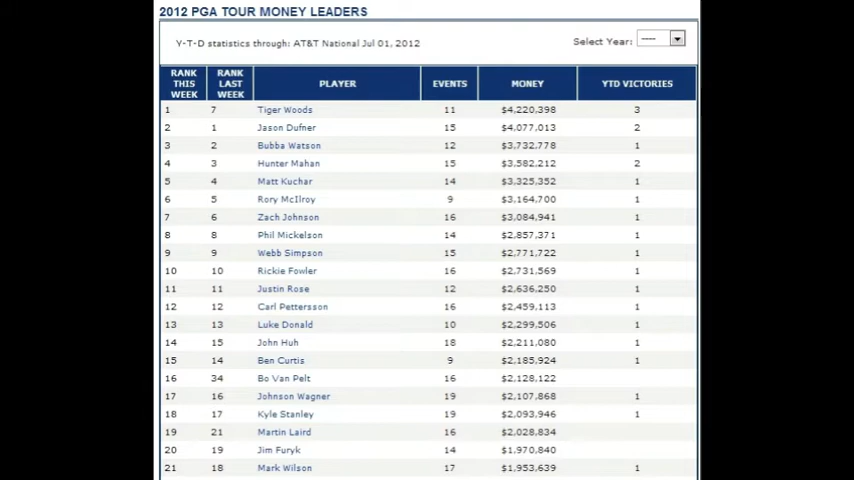 2012 PGA TOUR MONEY LEADERS
Y-T-D statistics through: AT&T National Jul 01, 2012 Select Year: ----
RANK THIS WEEK RANK LAST WEEK PLAYER EVENTS MONEY YTD VICTORIES
1 7 Tiger Woods 11 $4,220,398 3
2 1 Jason Dufner 15 $4,077,013 2
3 2 Bubba Watson 12 $3,732,778 1
4 3 Hunter Mahan 15 $3,582,212 2
5 4 Matt Kuchar 14 $3,325,352 1
6 5 Rory McIlroy 9 $3,164,700 1
7 6 Zach Johnson 16 $3,084,941 1
8 8 Phil Mickelson 14 $2,857,371 1
9 9 Webb Simpson 15 $2,771,722 1
10 10 Rickie Fowler 16 $2,731,569 1
11 11 Justin Rose 12 $2,636,250 1
12 12 Carl Pettersson 16 $2,459,113 1
13 13 Luke Donald 10 $2,299,506 1
14 15 John Huh 18 $2,211,080 1
15 14 Ben Curtis 9 $2,185,924 1
16 34 Bo Van Pelt 16 $2,128,122
17 16 Johnson Wagner 19 $2,107,868 1
18 17 Kyle Stanley 19 $2,093,946 1
19 21 Martin Laird 16 $2,028,834
20 19 Jim Furyk 14 $1,970,840
21 18 Mark Wilson 17 $1,953,639 1